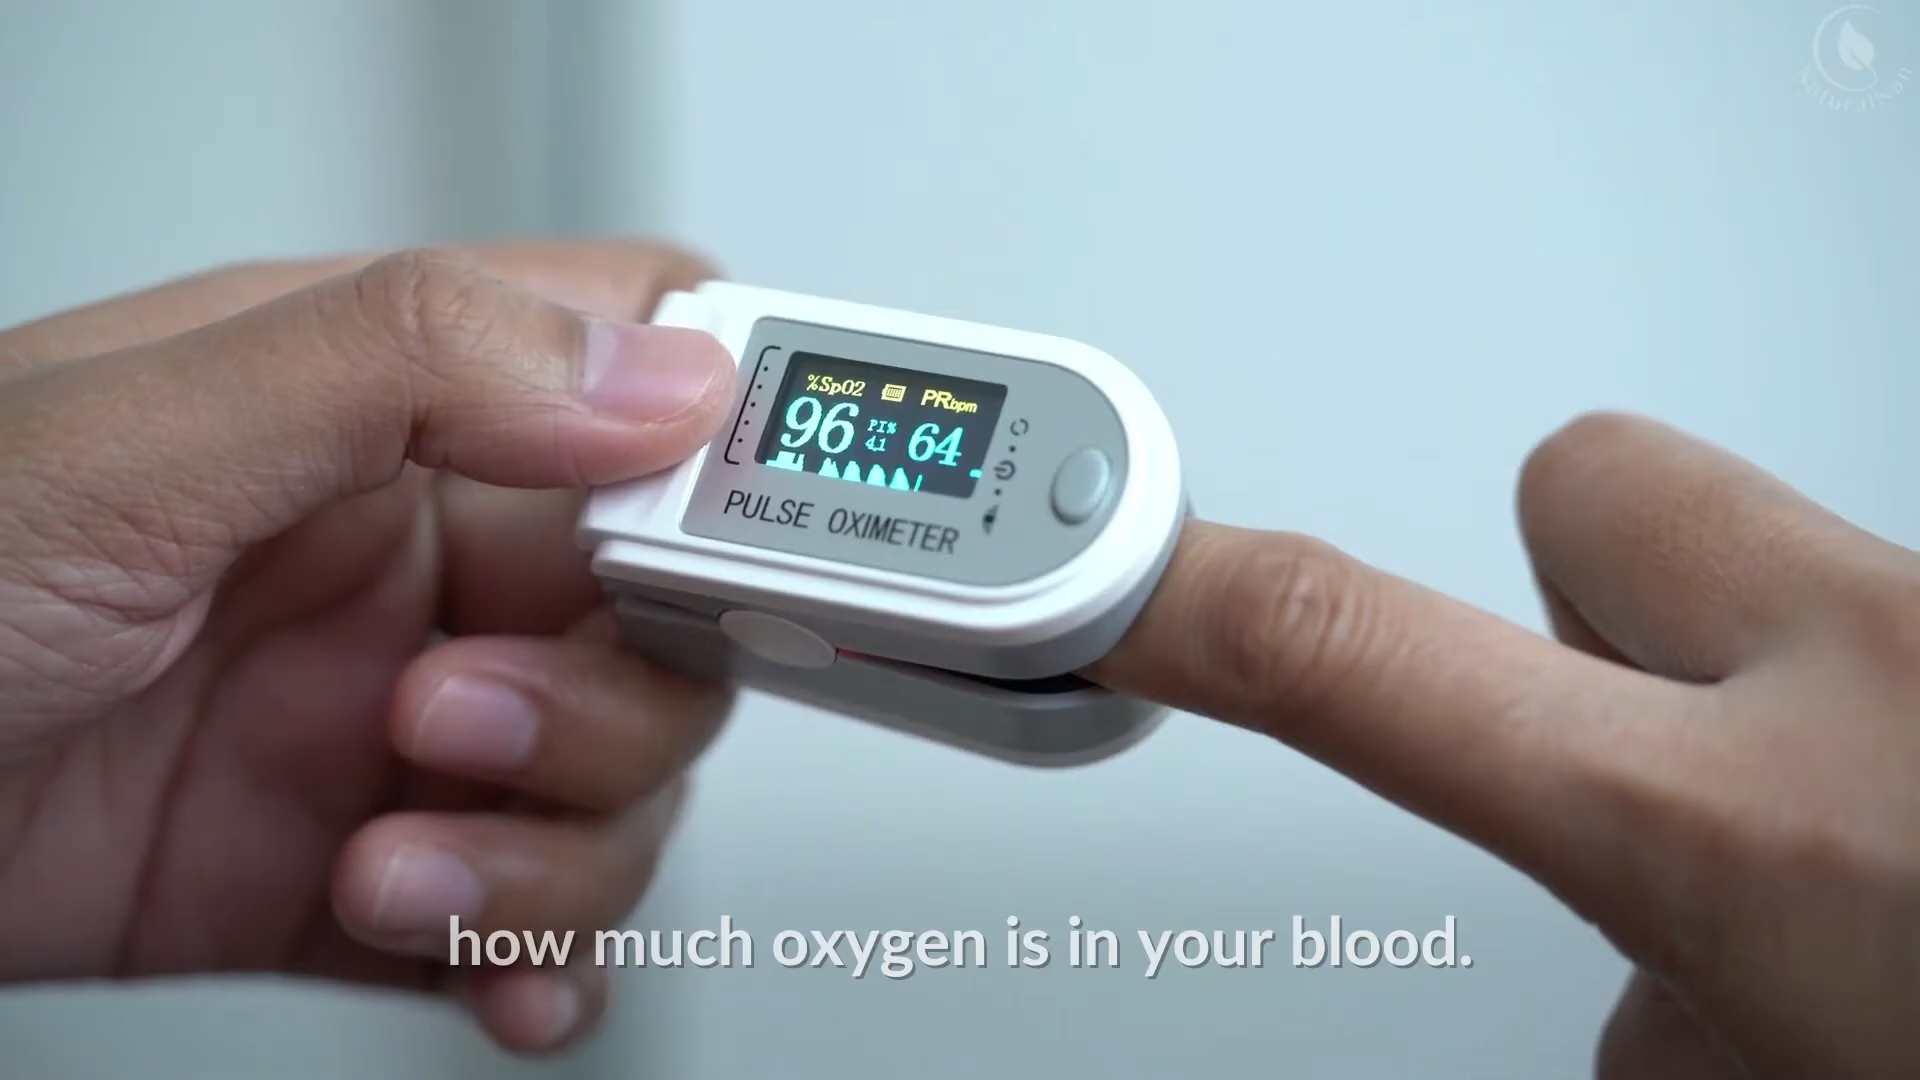 %SpO2 PRbpm
96 PI% 64
4.1
PULSE OXIMETER
how much oxygen is in your blood.